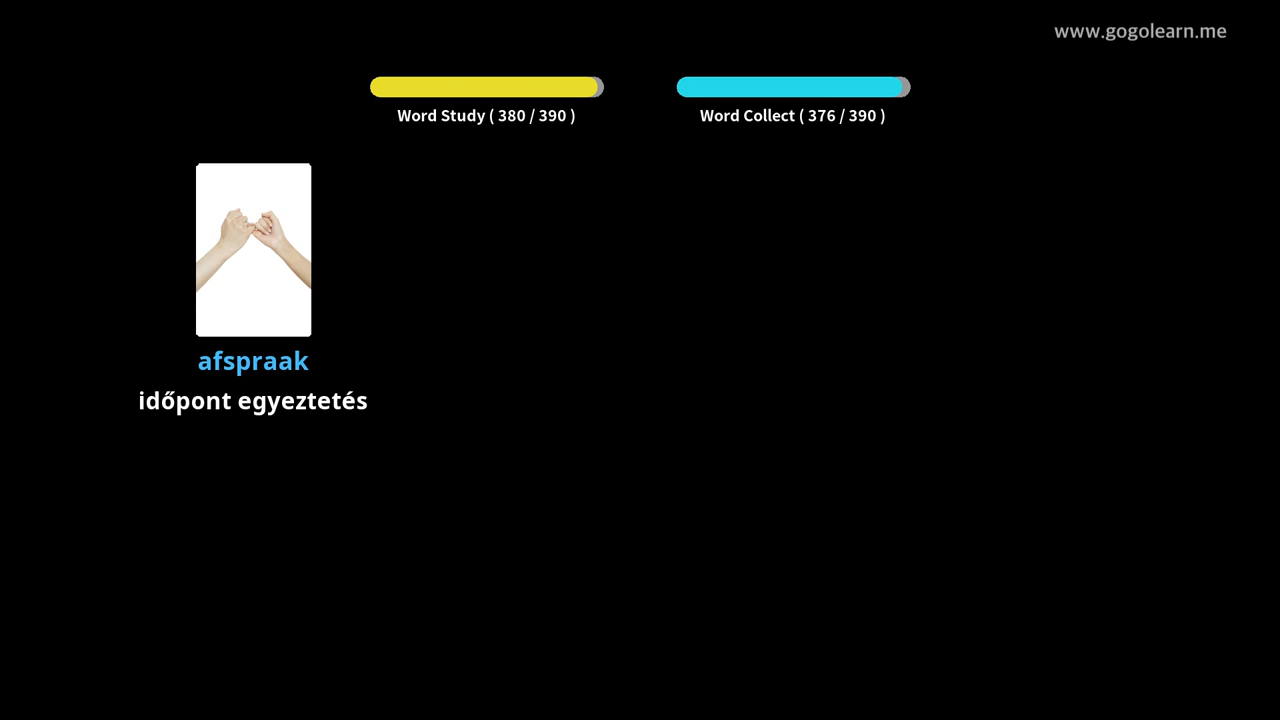 www.gogolearn.me
Word Study ( 380 / 390 )
Word Collect ( 376 / 390 )
afspraak
időpont egyeztetés